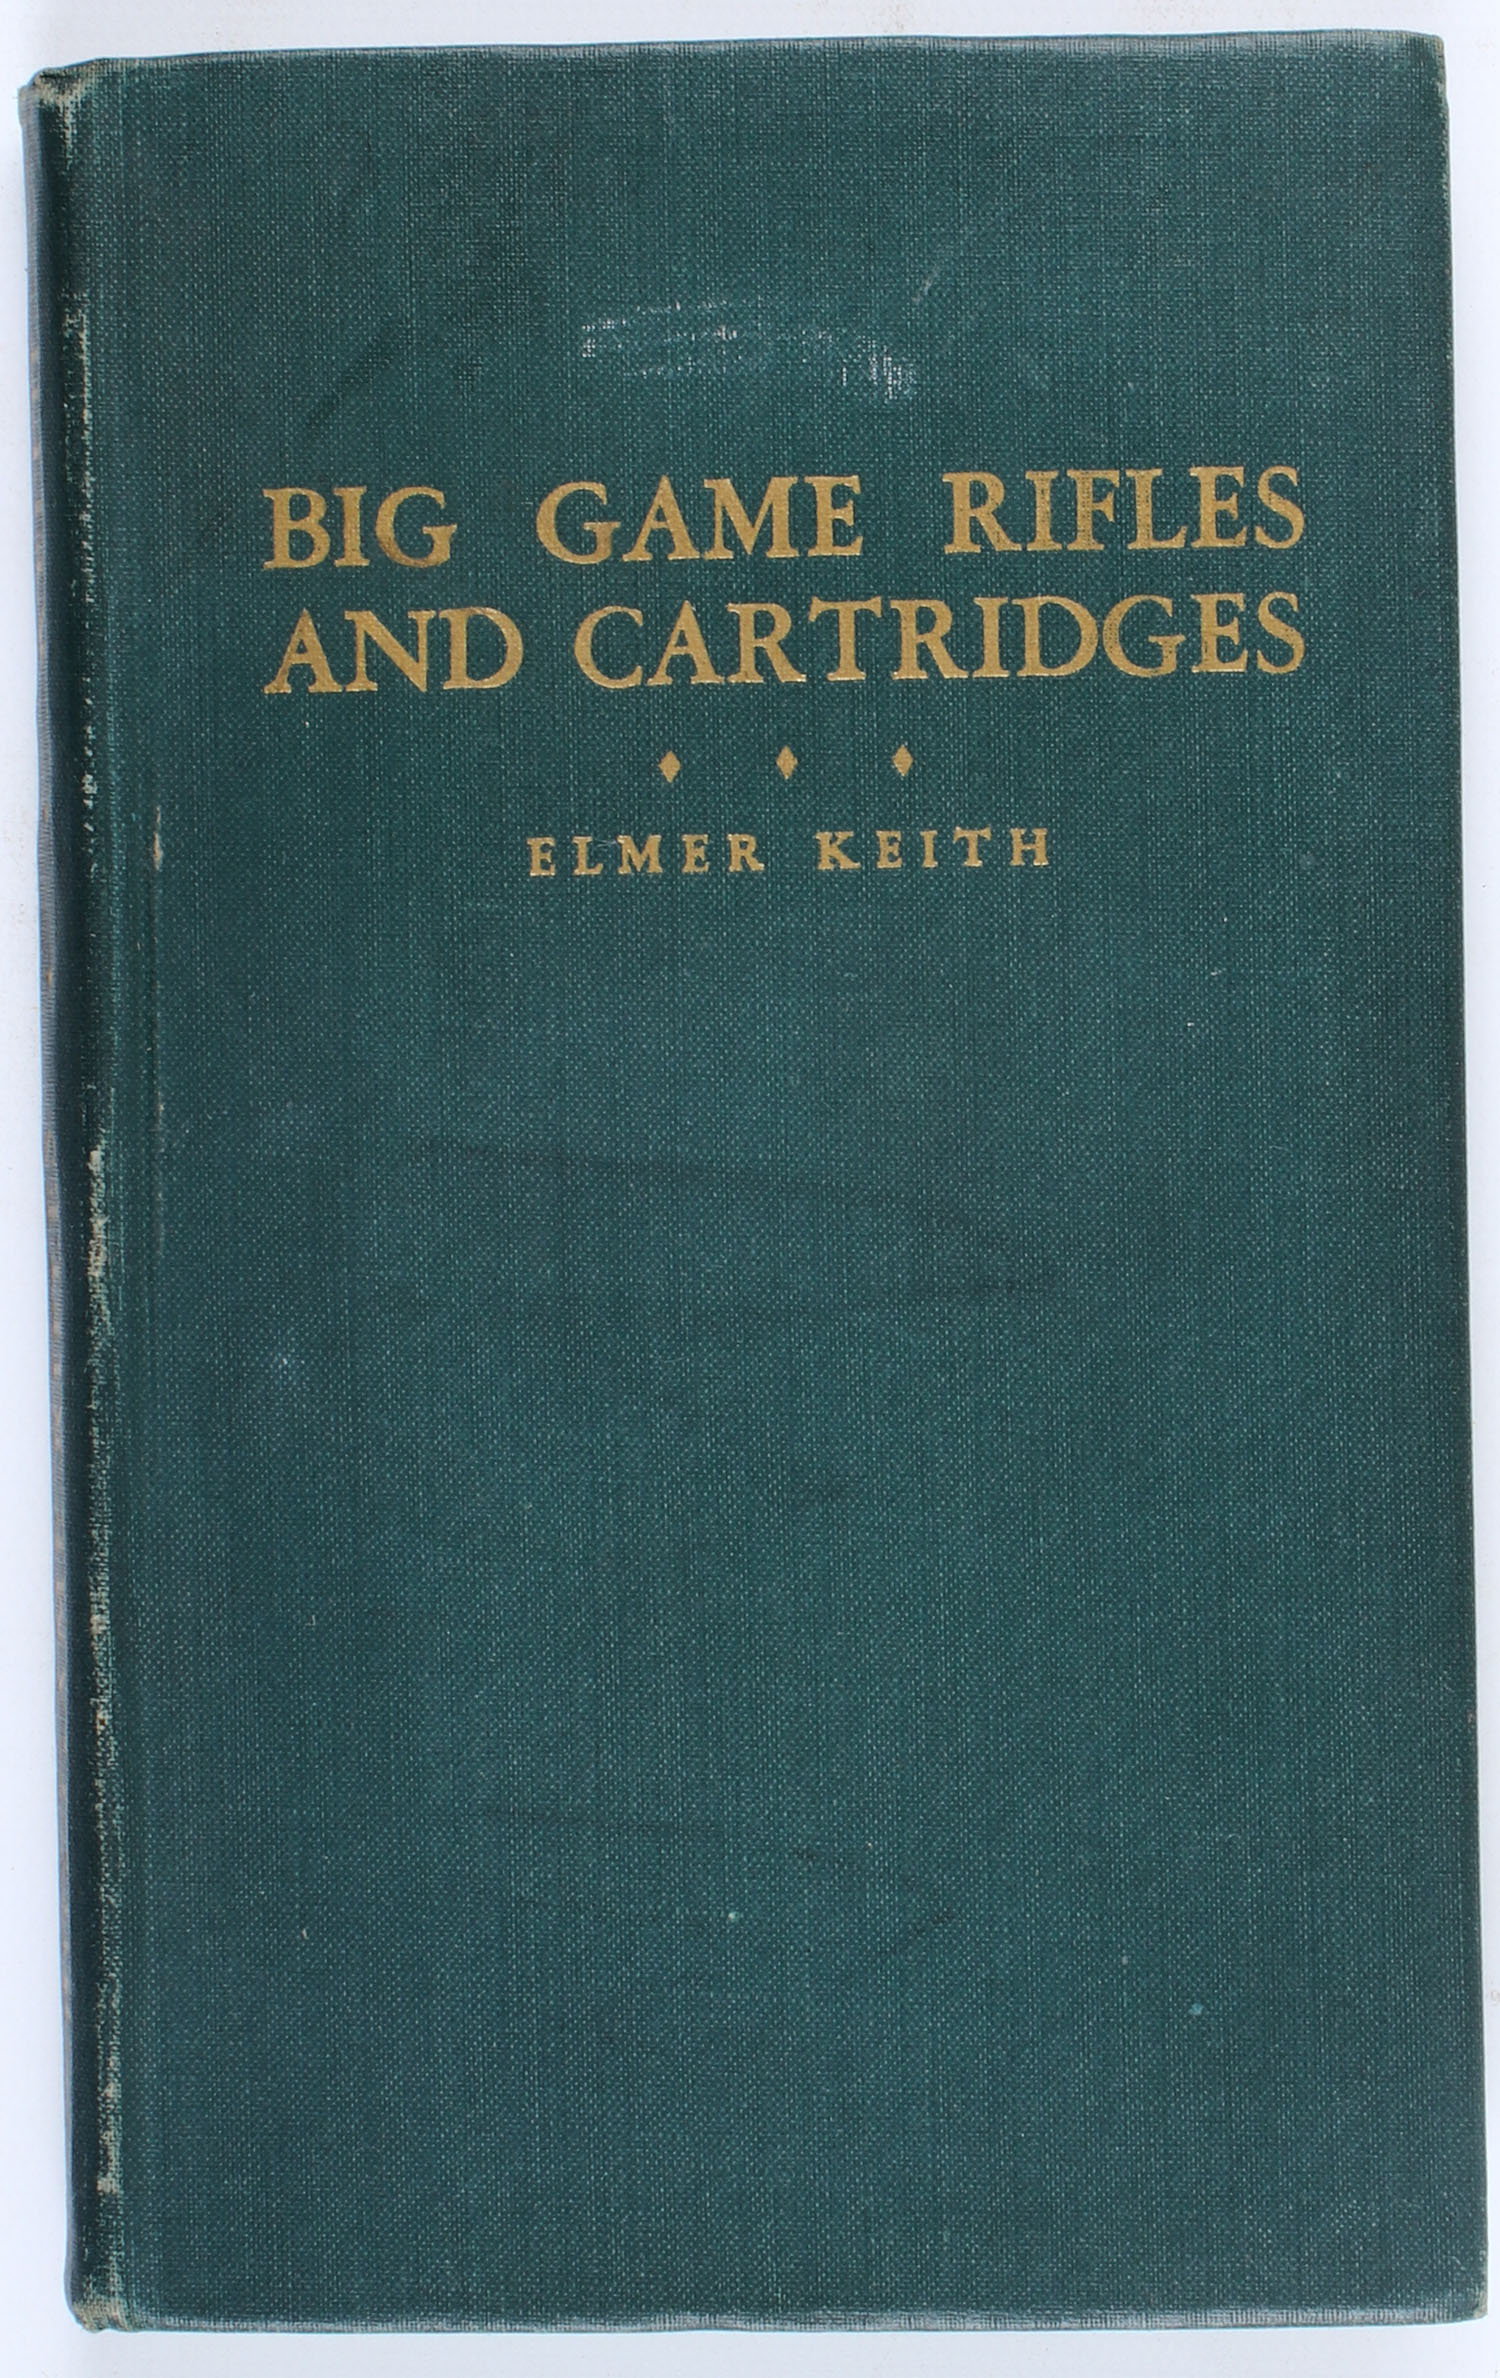 BIG GAME RIFLES
AND CARTRIDGES
ELMER KEITH